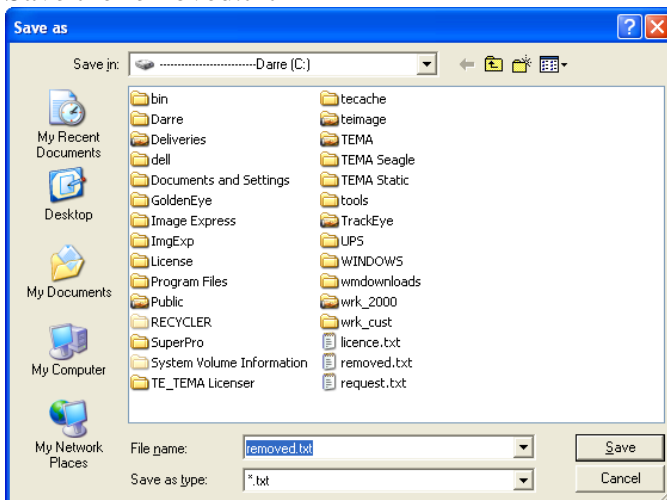 Save as
Save in:
---------------------------Darre (C:)
My Recent
Documents
Desktop
My Documents
My Computer
My Network
Places
bin
Darre
Deliveries
dell
Documents and Settings
GoldenEye
Image Express
ImgExp
License
Program Files
Public
RECYCLER
SuperPro
System Volume Information
TE_TEMA Licenser
tecache
teimage
TEMA
TEMA Seagle
TEMA Static
tools
TrackEye
UPS
WINDOWS
wmdownloads
wrk_2000
wrk_cust
licence.txt
removed.txt
request.txt
File name:
removed.txt
Save
Save as type:
*.txt
Cancel